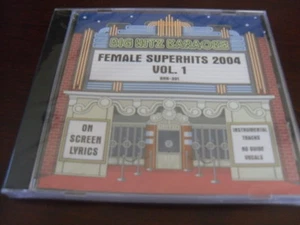 BIG HITS KARAOKE
FEMALE SUPERHITS 2004
VOL. 1
ON
SCREEN
LYRICS
INSTRUMENTAL
TRACKS
NO GUIDE
VOCALS